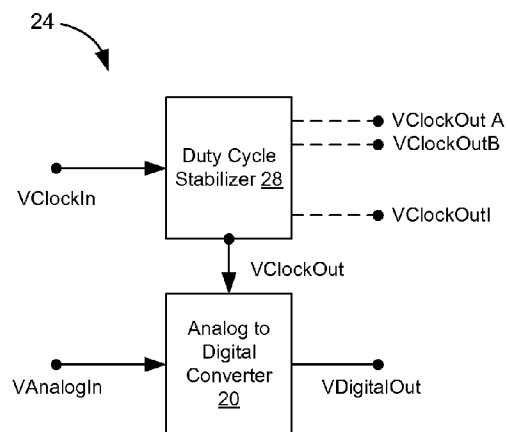 24
VClockOut A
VClockOutB
Duty Cycle
Stabilizer 28
VClockIn
VClockOutI
VClockOut
Analog to
Digital
Converter
20
VAnalogIn
VDigitalOut